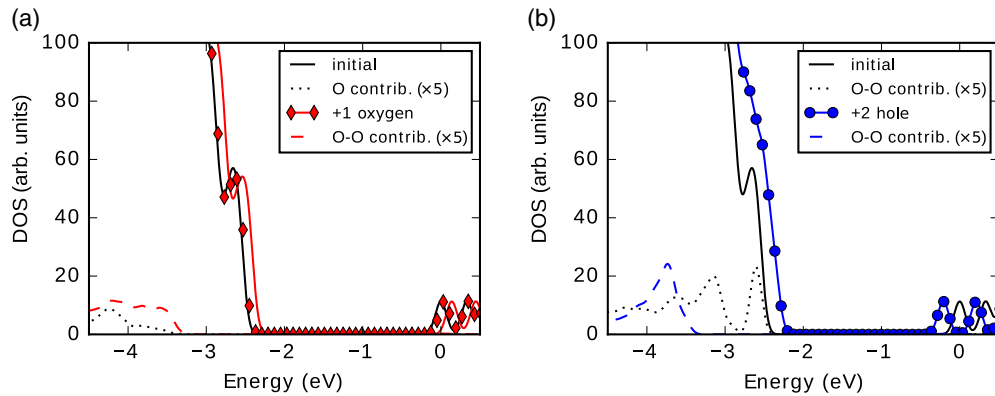 (a)
100
80
60
40
20
0
DOS (arb. units)
initial
O contrib. (×5)
+1 oxygen
O-O contrib. (×5)
−4
−3
−2
−1
0
Energy (eV)
(b)
100
80
60
40
20
0
DOS (arb. units)
initial
O-O contrib. (×5)
+2 hole
O-O contrib. (×5)
−4
−3
−2
−1
0
Energy (eV)